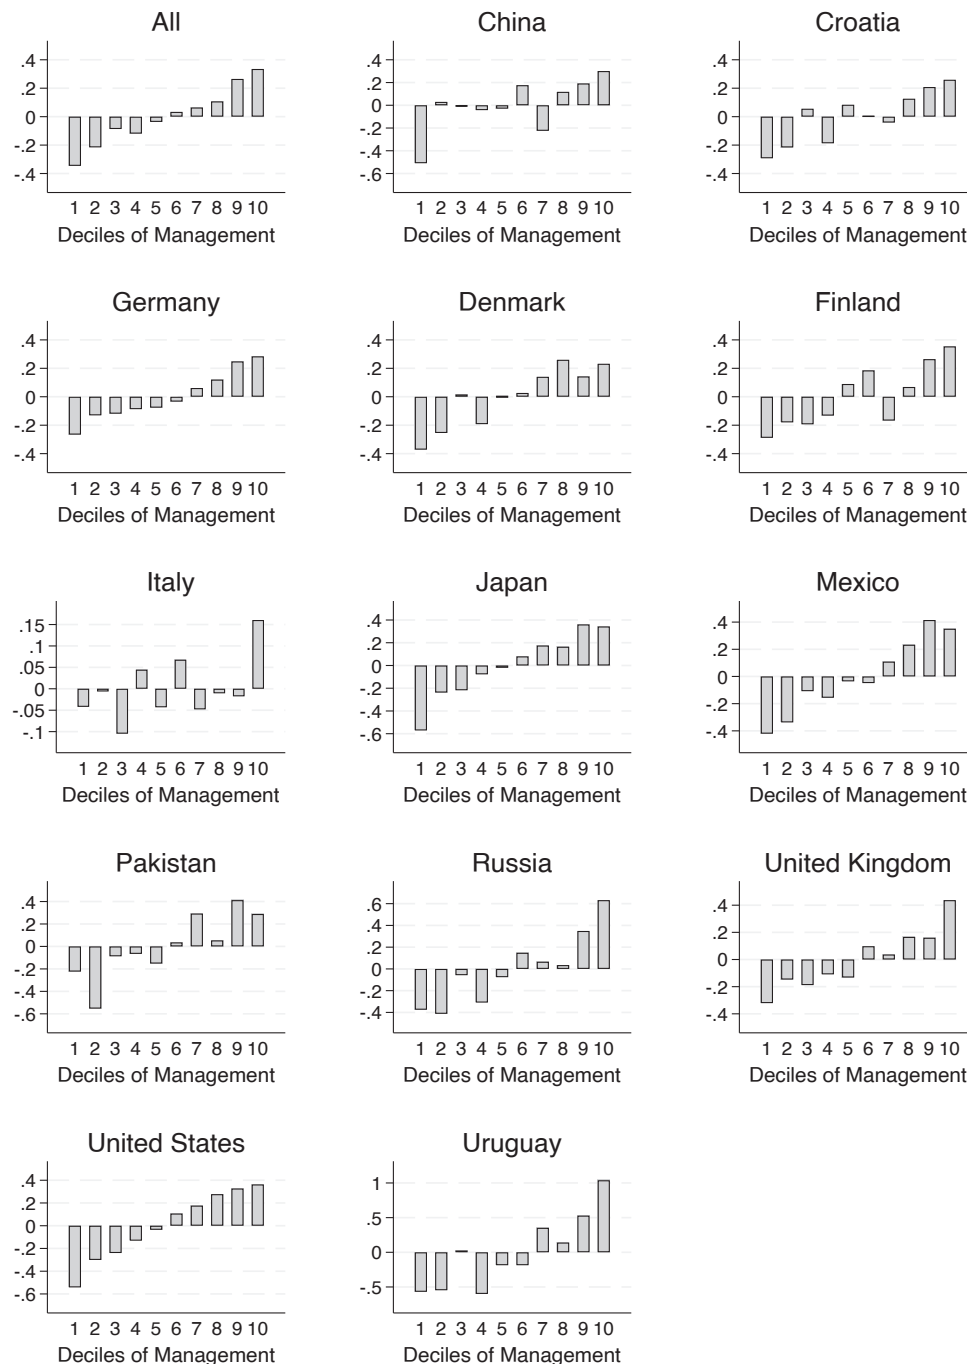 All
.4
.2
0
-.2
-.4
1 2 3 4 5 6 7 8 9 10
Deciles of Management
China
.4
.2
0
-.2
-.4
-.6
1 2 3 4 5 6 7 8 9 10
Deciles of Management
Croatia
.4
.2
0
-.2
-.4
1 2 3 4 5 6 7 8 9 10
Deciles of Management
Germany
.4
.2
0
-.2
-.4
1 2 3 4 5 6 7 8 9 10
Deciles of Management
Denmark
.4
.2
0
-.2
-.4
1 2 3 4 5 6 7 8 9 10
Deciles of Management
Finland
.4
.2
0
-.2
-.4
1 2 3 4 5 6 7 8 9 10
Deciles of Management
Italy
.15
.1
.05
0
-.05
-.1
1 2 3 4 5 6 7 8 9 10
Deciles of Management
Japan
.4
.2
0
-.2
-.4
-.6
1 2 3 4 5 6 7 8 9 10
Deciles of Management
Mexico
.4
.2
0
-.2
-.4
1 2 3 4 5 6 7 8 9 10
Deciles of Management
Pakistan
.4
.2
0
-.2
-.4
-.6
1 2 3 4 5 6 7 8 9 10
Deciles of Management
Russia
.6
.4
.2
0
-.2
-.4
1 2 3 4 5 6 7 8 9 10
Deciles of Management
United Kingdom
.4
.2
0
-.2
-.4
1 2 3 4 5 6 7 8 9 10
Deciles of Management
United States
.4
.2
0
-.2
-.4
-.6
1 2 3 4 5 6 7 8 9 10
Deciles of Management
Uruguay
1
.5
0
-.5
1 2 3 4 5 6 7 8 9 10
Deciles of Management